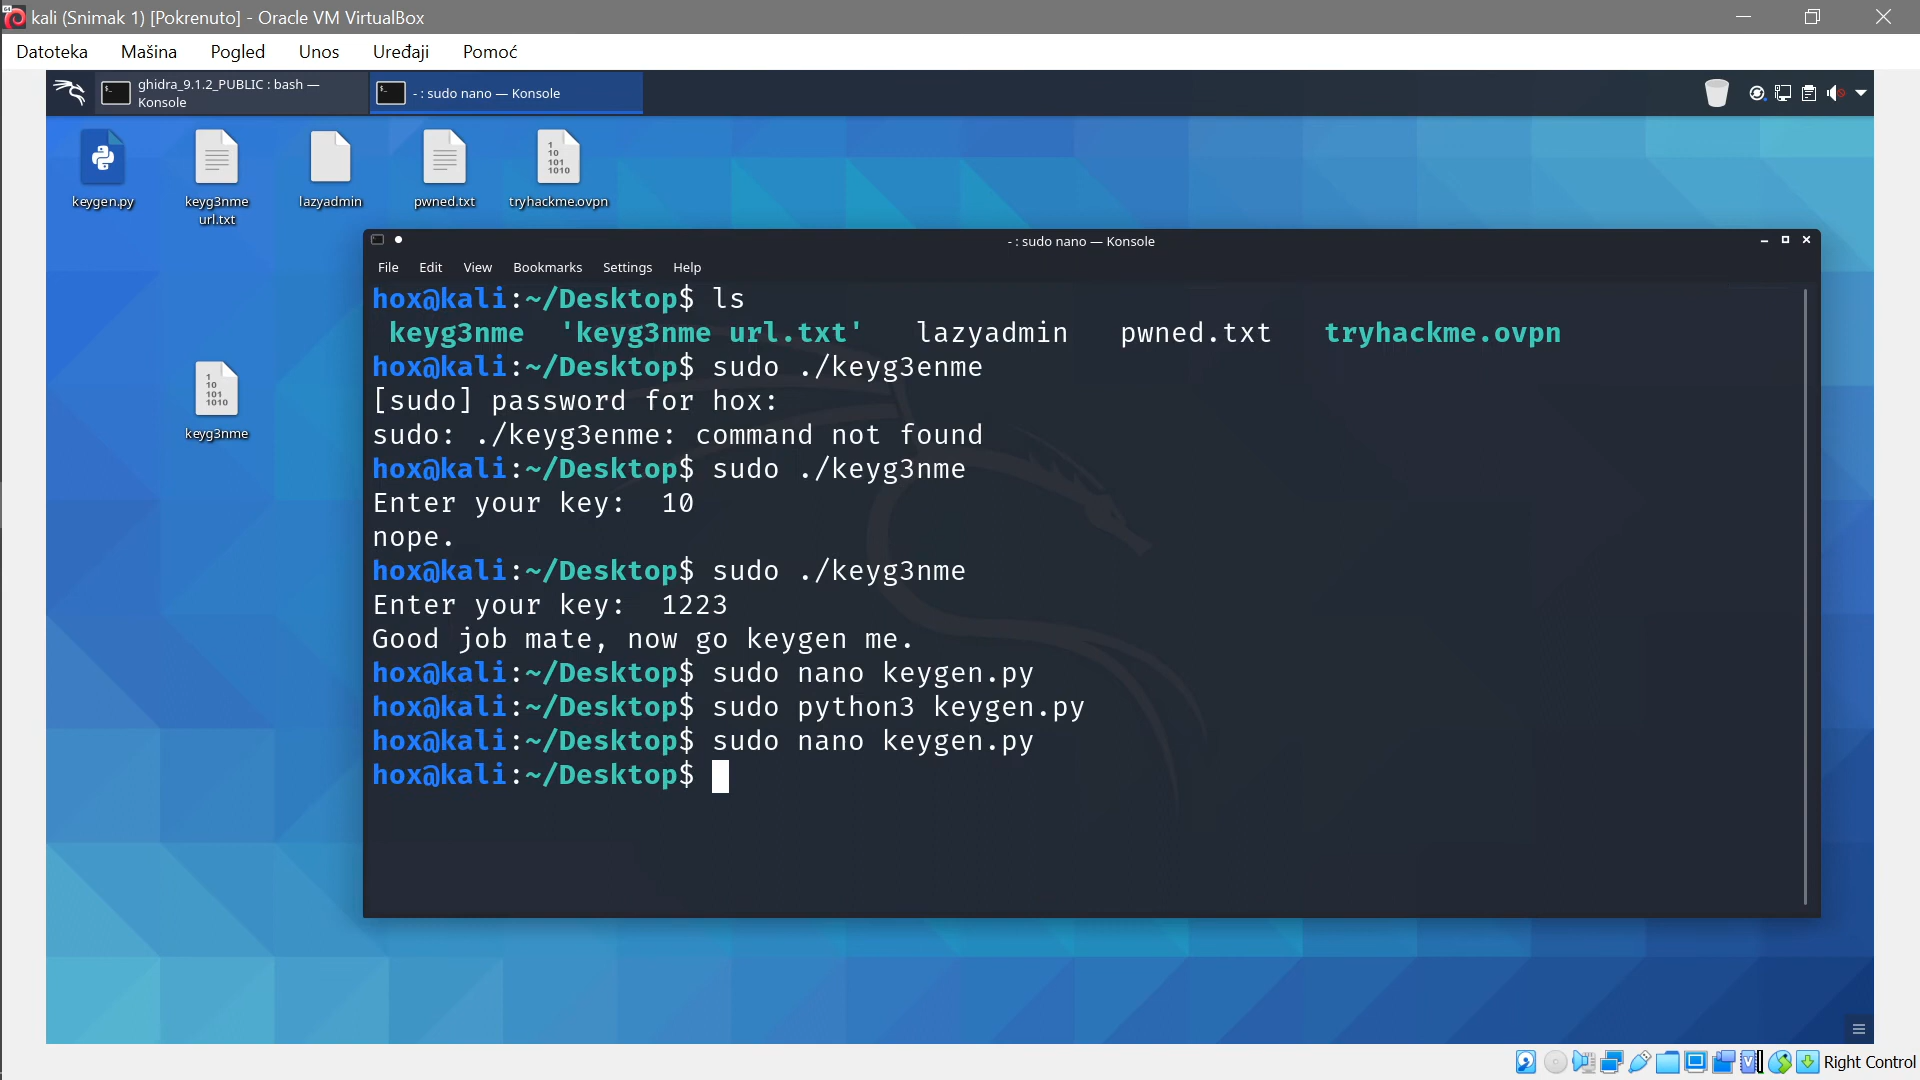 kali (Snimak 1) [Pokrenuto] - Oracle VM VirtualBox
Datoteka Mašina Pogled Unos Uređaji Pomoć
ghidra_9.1.2_PUBLIC : bash — Konsole
- : sudo nano — Konsole
keygen.py
keyg3nme url.txt
lazyadmin
pwned.txt
tryhackme.ovpn
keyg3nme
- : sudo nano — Konsole
File Edit View Bookmarks Settings Help
hox@kali:~/Desktop$ ls
keyg3nme 'keyg3nme url.txt' lazyadmin pwned.txt tryhackme.ovpn
hox@kali:~/Desktop$ sudo ./keyg3enme
[sudo] password for hox:
sudo: ./keyg3enme: command not found
hox@kali:~/Desktop$ sudo ./keyg3nme
Enter your key:  10
nope.
hox@kali:~/Desktop$ sudo ./keyg3nme
Enter your key:  1223
Good job mate, now go keygen me.
hox@kali:~/Desktop$ sudo nano keygen.py
hox@kali:~/Desktop$ sudo python3 keygen.py
hox@kali:~/Desktop$ sudo nano keygen.py
hox@kali:~/Desktop$
Right Control